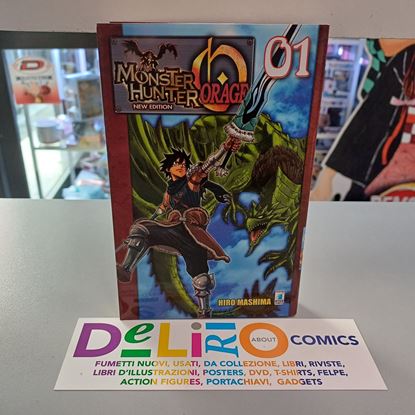 MONSTER
HUNTER
ORAGE
NEW EDITION
01
HIRO MASHIMA
DeLiRiO
ABOUT
COMICS
FUMETTI NUOVI, USATI, DA COLLEZIONE, LIBRI, RIVISTE,
LIBRI D'ILLUSTRAZIONI, POSTERS, DVD, T-SHIRTS, FELPE,
ACTION FIGURES, PORTACHIAVI, GADGETS